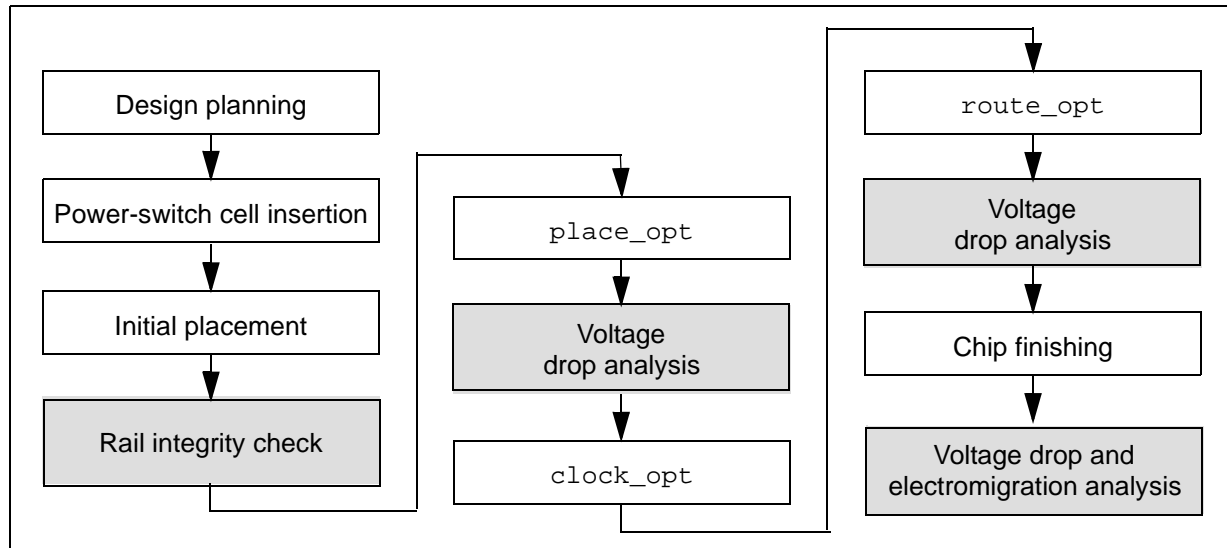 Design planning
Power-switch cell insertion
Initial placement
Rail integrity check
place_opt
Voltage
drop analysis
clock_opt
route_opt
Voltage
drop analysis
Chip finishing
Voltage drop and
electromigration analysis